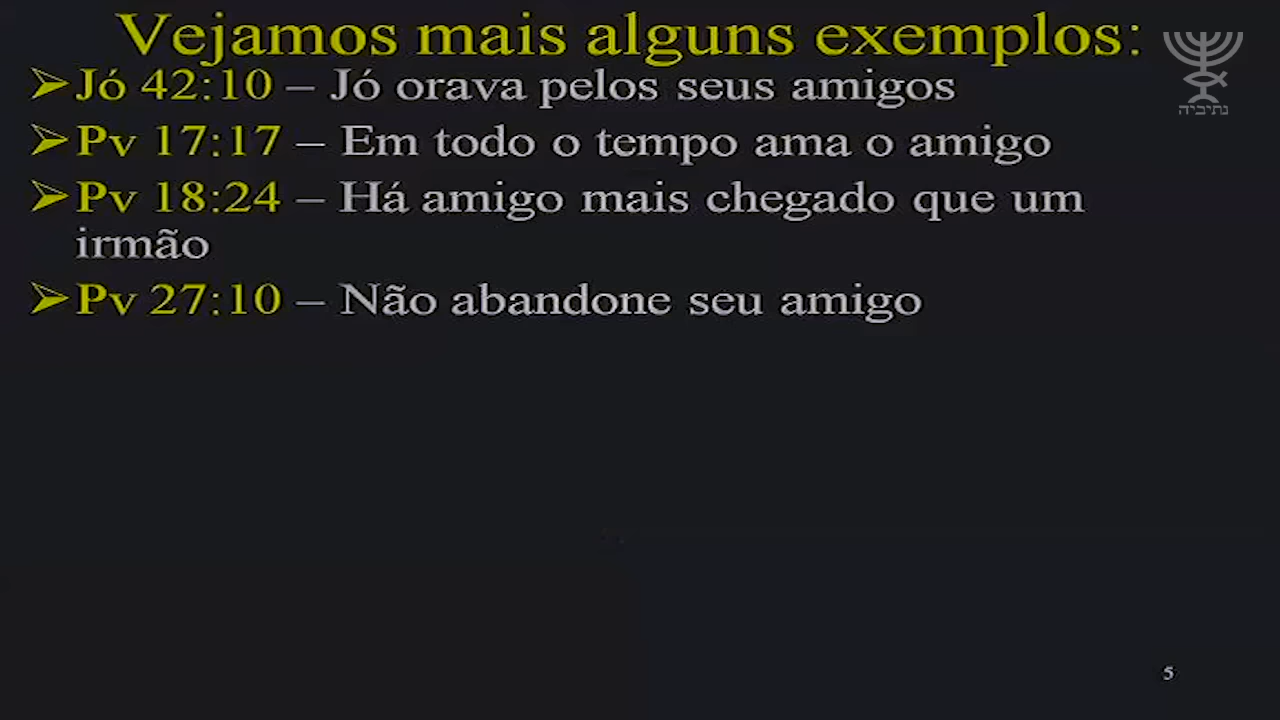 Vejamos mais alguns exemplos:
➢Jó 42:10 – Jó orava pelos seus amigos
➢Pv 17:17 – Em todo o tempo ama o amigo
➢Pv 18:24 – Há amigo mais chegado que um
irmão
➢Pv 27:10 – Não abandone seu amigo
נתיביה
5